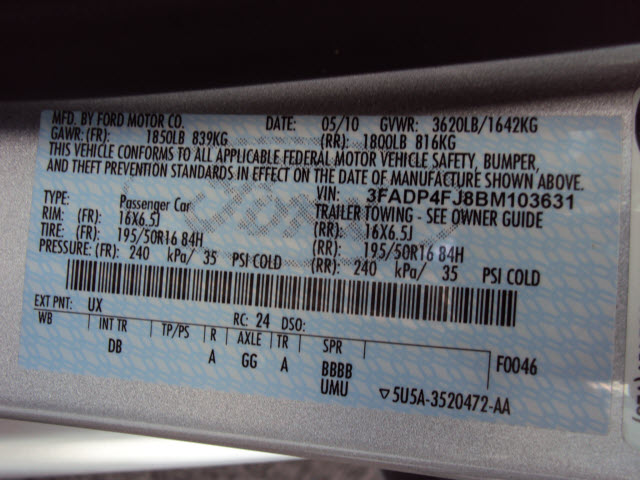 MFD. BY FORD MOTOR CO. DATE: 05/10 GVWR: 3620LB/1642KG
GAWR: (FR): 1850LB 839KG (RR): 1800LB 816KG
THIS VEHICLE CONFORMS TO ALL APPLICABLE FEDERAL MOTOR VEHICLE SAFETY, BUMPER,
AND THEFT PREVENTION STANDARDS IN EFFECT ON THE DATE OF MANUFACTURE SHOWN ABOVE.
VIN: 3FADP4FJ8BM103631
TYPE: Passenger Car TRAILER TOWING - SEE OWNER GUIDE
RIM: (FR) 16X6.5J (RR): 16X6.5J
TIRE: (FR): 195/50R16 84H (RR): 195/50R16 84H
PRESSURE: (FR): 240 kPa/ 35 PSI COLD (RR): 240 kPa/ 35 PSI COLD
EXT PNT: UX RC: 24 DSO:
WB INT TR TP/PS R AXLE TR SPR
DB A GG A BBBB F0046
UMU ▽5U5A-3520472-AA